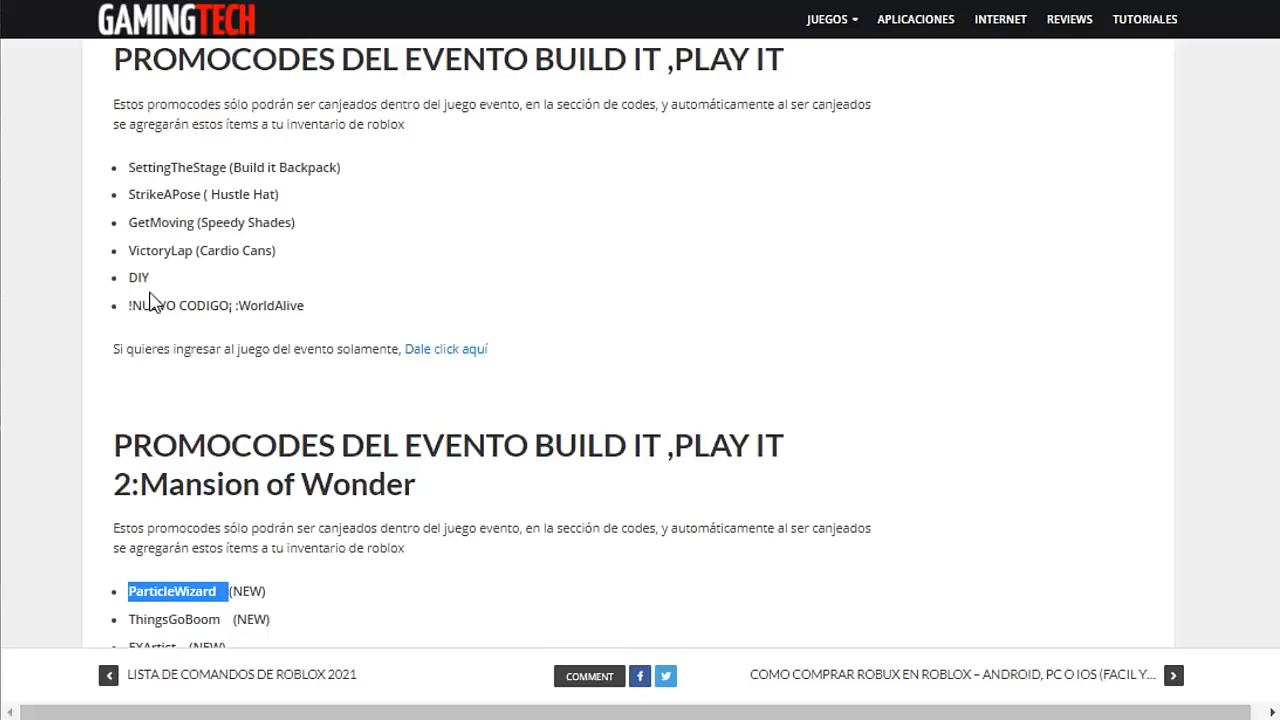 GAMINGTECH
JUEGOS
APLICACIONES
INTERNET
REVIEWS
TUTORIALES
PROMOCODES DEL EVENTO BUILD IT ,PLAY IT
Estos promocodes sólo podrán ser canjeados dentro del juego evento, en la sección de codes, y automáticamente al ser canjeados
se agregarán estos ítems a tu inventario de roblox
SettingTheStage (Build it Backpack)
StrikeAPose ( Hustle Hat)
GetMoving (Speedy Shades)
VictoryLap (Cardio Cans)
DIY
!NUEVO CODIGO¡ :WorldAlive
Si quieres ingresar al juego del evento solamente, Dale click aquí
PROMOCODES DEL EVENTO BUILD IT ,PLAY IT
2:Mansion of Wonder
Estos promocodes sólo podrán ser canjeados dentro del juego evento, en la sección de codes, y automáticamente al ser canjeados
se agregarán estos ítems a tu inventario de roblox
ParticleWizard (NEW)
ThingsGoBoom (NEW)
FXArtist (NEW)
LISTA DE COMANDOS DE ROBLOX 2021
COMMENT
COMO COMPRAR ROBUX EN ROBLOX – ANDROID, PC O IOS (FACIL Y...